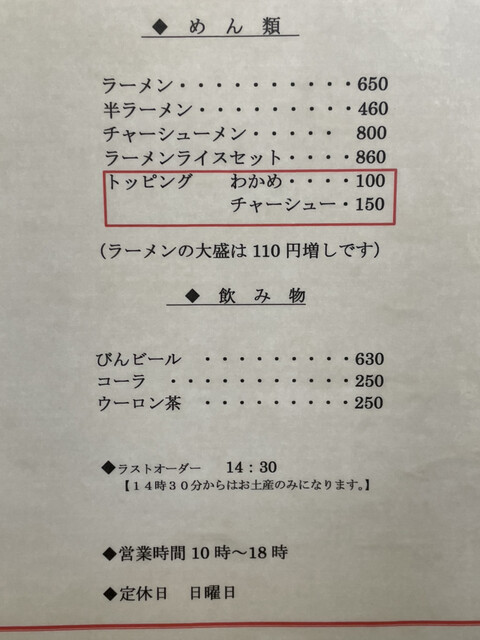 ◆ めん類
ラーメン・・・・・・・・・・650
半ラーメン・・・・・・・・・460
チャーシューメン・・・・・ 800
ラーメンライスセット・・・・860
トッピング わかめ・・・・100
チャーシュー・150
(ラーメンの大盛は110円増しです)
◆ 飲み物
びんビール ・・・・・・・・・630
コーラ ・・・・・・・・・・・250
ウーロン茶 ・・・・・・・・・250
◆ラストオーダー 14:30
【14時30分からはお土産のみになります。】
◆営業時間10時～18時
◆定休日 日曜日